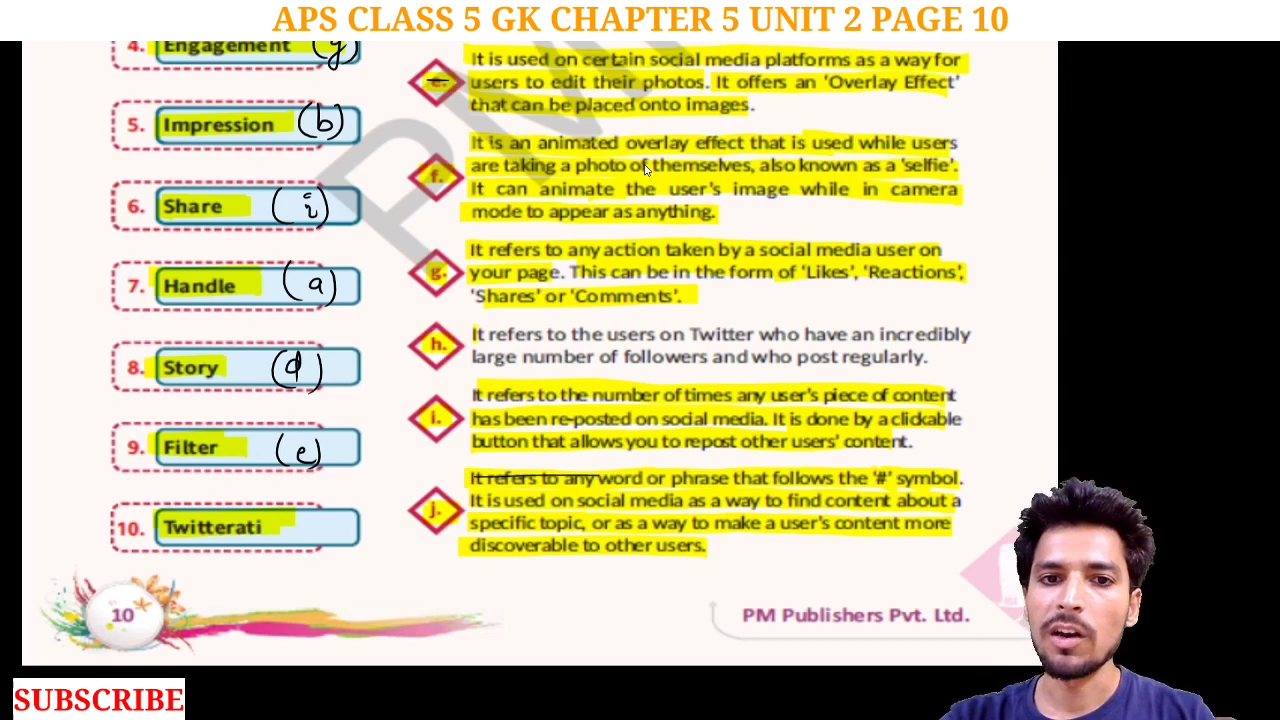 APS CLASS 5 GK CHAPTER 5 UNIT 2 PAGE 10
4. Engagement (g)
5. Impression (b)
6. Share (i)
7. Handle (a)
8. Story (d)
9. Filter (e)
10. Twitterati
e. It is used on certain social media platforms as a way for
users to edit their photos. It offers an 'Overlay Effect'
that can be placed onto images.
f. It is an animated overlay effect that is used while users
are taking a photo of themselves, also known as a 'selfie'.
It can animate the user's image while in camera
mode to appear as anything.
g. It refers to any action taken by a social media user on
your page. This can be in the form of 'Likes', 'Reactions',
'Shares' or 'Comments'.
h. It refers to the users on Twitter who have an incredibly
large number of followers and who post regularly.
i. It refers to the number of times any user's piece of content
has been re-posted on social media. It is done by a clickable
button that allows you to repost other users' content.
j. It refers to any word or phrase that follows the '#' symbol.
It is used on social media as a way to find content about a
specific topic, or as a way to make a user's content more
discoverable to other users.
10
PM Publishers Pvt. Ltd.
SUBSCRIBE